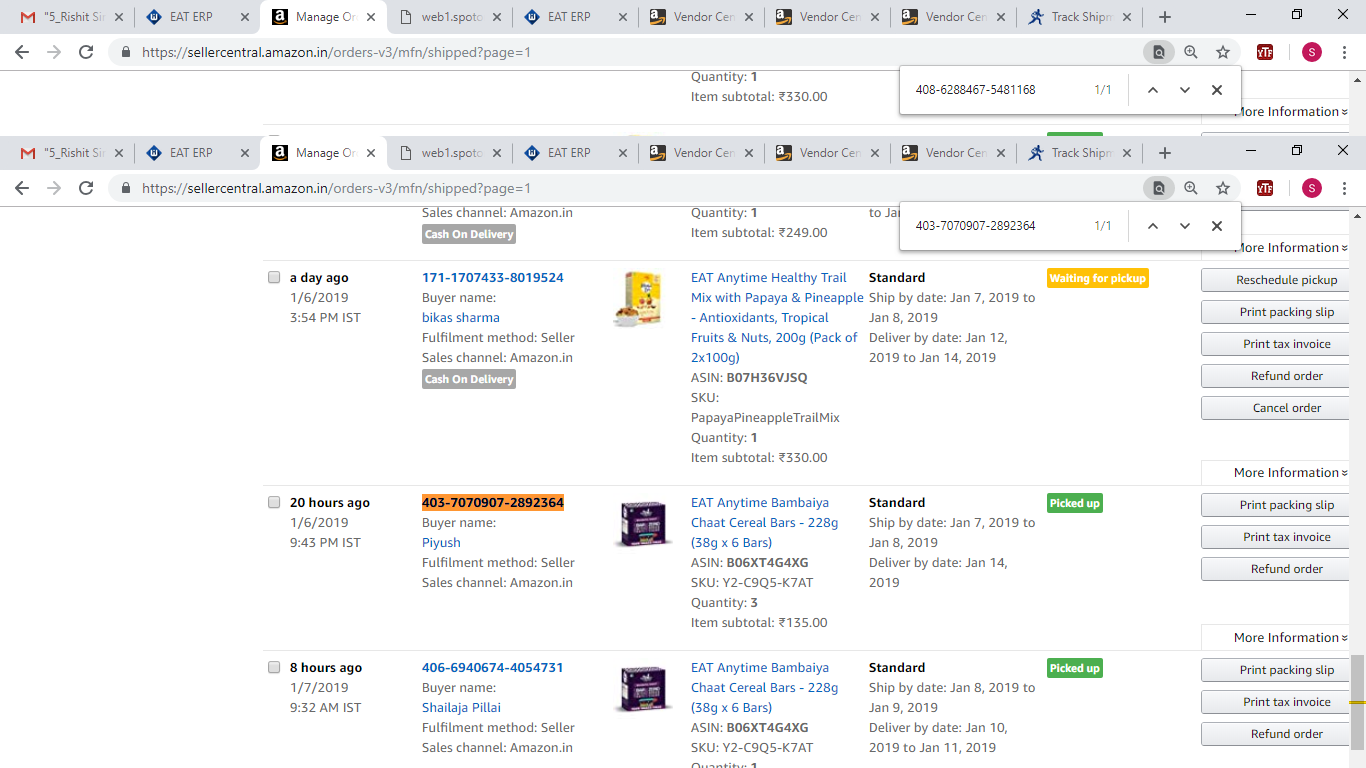 "5_Rishit Sin
EAT ERP
Manage Or
web1.spoto
EAT ERP
Vendor Cen
Vendor Cen
Vendor Cen
Track Shipm
https://sellercentral.amazon.in/orders-v3/mfn/shipped?page=1
YTF
S
408-6288467-5481168 1/1
Quantity: 1
Item subtotal: ₹330.00
More Information
"5_Rishit Sin
EAT ERP
Manage Or
web1.spoto
EAT ERP
Vendor Cen
Vendor Cen
Vendor Cen
Track Shipm
https://sellercentral.amazon.in/orders-v3/mfn/shipped?page=1
YTF
S
403-7070907-2892364 1/1
Sales channel: Amazon.in
Cash On Delivery
Quantity: 1
Item subtotal: ₹249.00
to Ja
More Information
a day ago
1/6/2019
3:54 PM IST
171-1707433-8019524
Buyer name:
bikas sharma
Fulfilment method: Seller
Sales channel: Amazon.in
Cash On Delivery
EAT Anytime Healthy Trail
Mix with Papaya & Pineapple
- Antioxidants, Tropical
Fruits & Nuts, 200g (Pack of
2x100g)
ASIN: B07H36VJSQ
SKU:
PapayaPineappleTrailMix
Quantity: 1
Item subtotal: ₹330.00
Standard
Ship by date: Jan 7, 2019 to
Jan 8, 2019
Deliver by date: Jan 12,
2019 to Jan 14, 2019
Waiting for pickup
Reschedule pickup
Print packing slip
Print tax invoice
Refund order
Cancel order
More Information
20 hours ago
1/6/2019
9:43 PM IST
403-7070907-2892364
Buyer name:
Piyush
Fulfilment method: Seller
Sales channel: Amazon.in
EAT Anytime Bambaiya
Chaat Cereal Bars - 228g
(38g x 6 Bars)
ASIN: B06XT4G4XG
SKU: Y2-C9Q5-K7AT
Quantity: 3
Item subtotal: ₹135.00
Standard
Ship by date: Jan 7, 2019 to
Jan 8, 2019
Deliver by date: Jan 14,
2019
Picked up
Print packing slip
Print tax invoice
Refund order
More Information
8 hours ago
1/7/2019
9:32 AM IST
406-6940674-4054731
Buyer name:
Shailaja Pillai
Fulfilment method: Seller
Sales channel: Amazon.in
EAT Anytime Bambaiya
Chaat Cereal Bars - 228g
(38g x 6 Bars)
ASIN: B06XT4G4XG
SKU: Y2-C9Q5-K7AT
Quantity: 1
Standard
Ship by date: Jan 8, 2019 to
Jan 9, 2019
Deliver by date: Jan 10,
2019 to Jan 11, 2019
Picked up
Print packing slip
Print tax invoice
Refund order